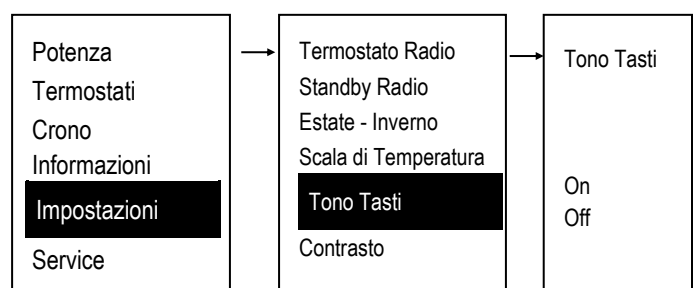 Potenza
Termostati
Crono
Informazioni
Impostazioni
Service
Termostato Radio
Standby Radio
Estate - Inverno
Scala di Temperatura
Tono Tasti
Contrasto
Tono Tasti
On
Off